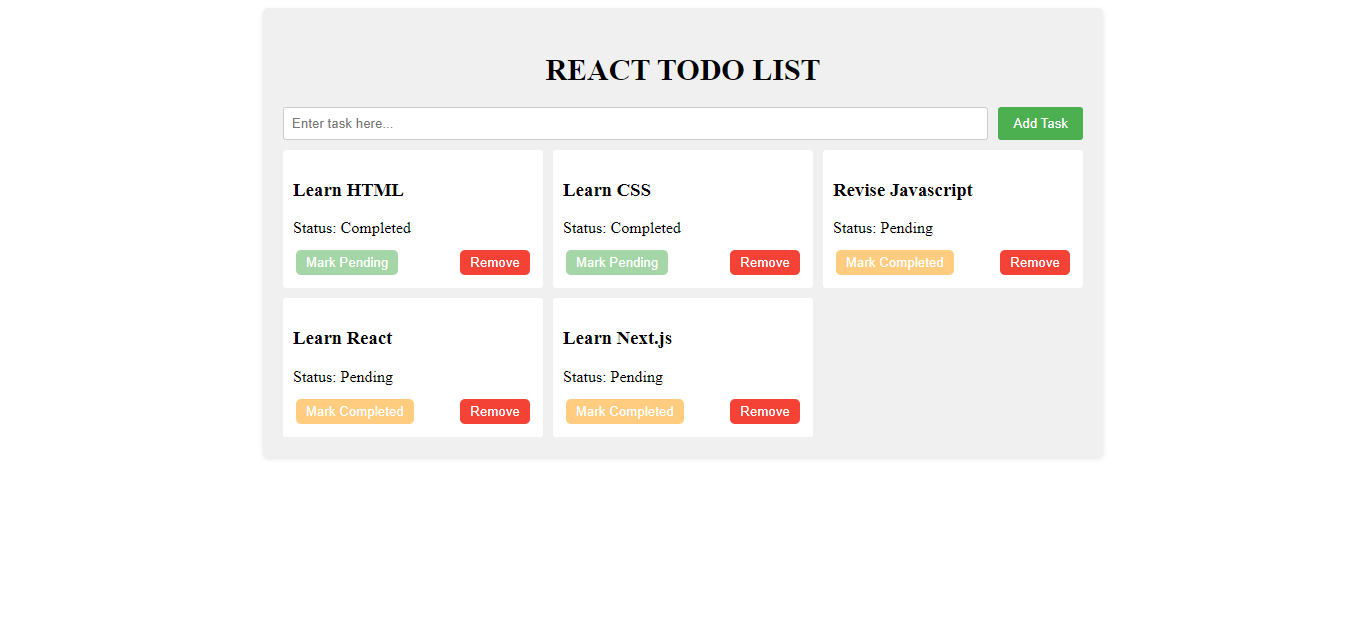 REACT TODO LIST
Enter task here...
Add Task
Learn HTML
Status: Completed
Mark Pending
Remove
Learn CSS
Status: Completed
Mark Pending
Remove
Revise Javascript
Status: Pending
Mark Completed
Remove
Learn React
Status: Pending
Mark Completed
Remove
Learn Next.js
Status: Pending
Mark Completed
Remove